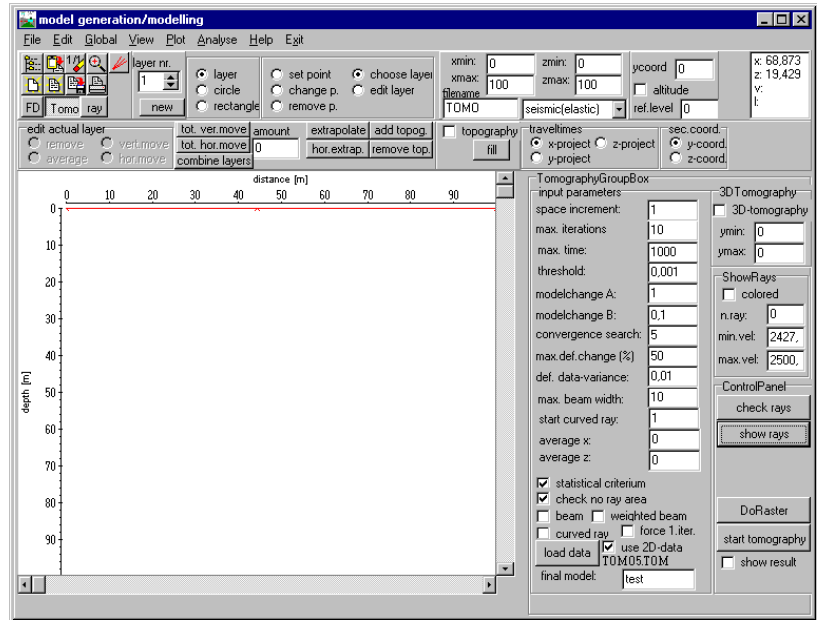 model generation/modelling
File Edit Global View Plot Analyse Help Exit
layer nr.
1
new
FD Tomo ray
layer
circle
rectangle
set point
change p.
remove p.
choose layer
edit layer
xmin: 0 zmin: 0
xmax: 100 zmax: 100
filename
TOMO seismic(elastic)
ycoord 0
altitude
ref.level 0
x: 68,873
z: 19,429
v:
l:
edit actual layer
remove vert.move
average hor.move
tot. ver.move
tot. hor.move
combine layers
amount
0
extrapolate add topog.
hor.extrap. remove top.
topography
fill
traveltimes
x-project z-project
y-project
sec.coord.
y-coord.
z-coord.
distance [m]
0 10 20 30 40 50 60 70 80 90
depth [m]
0
10
20
30
40
50
60
70
80
90
TomographyGroupBox
input parameters
space increment: 1
max. iterations 10
max. time: 1000
threshold: 0,001
modelchange A: 1
modelchange B: 0,1
convergence search: 5
max.def.change (%) 50
def. data-variance: 0,01
max. beam width: 10
start curved ray: 1
average x: 0
average z: 0
statistical criterium
check no ray area
beam weighted beam
curved ray force 1.iter.
load data use 2D-data
TOM05.TOM
final model: test
3DTomography
3D-tomography
ymin: 0
ymax: 0
ShowRays
colored
n.ray: 0
min.vel: 2427,
max.vel: 2500,
ControlPanel
check rays
show rays
DoRaster
start tomography
show result